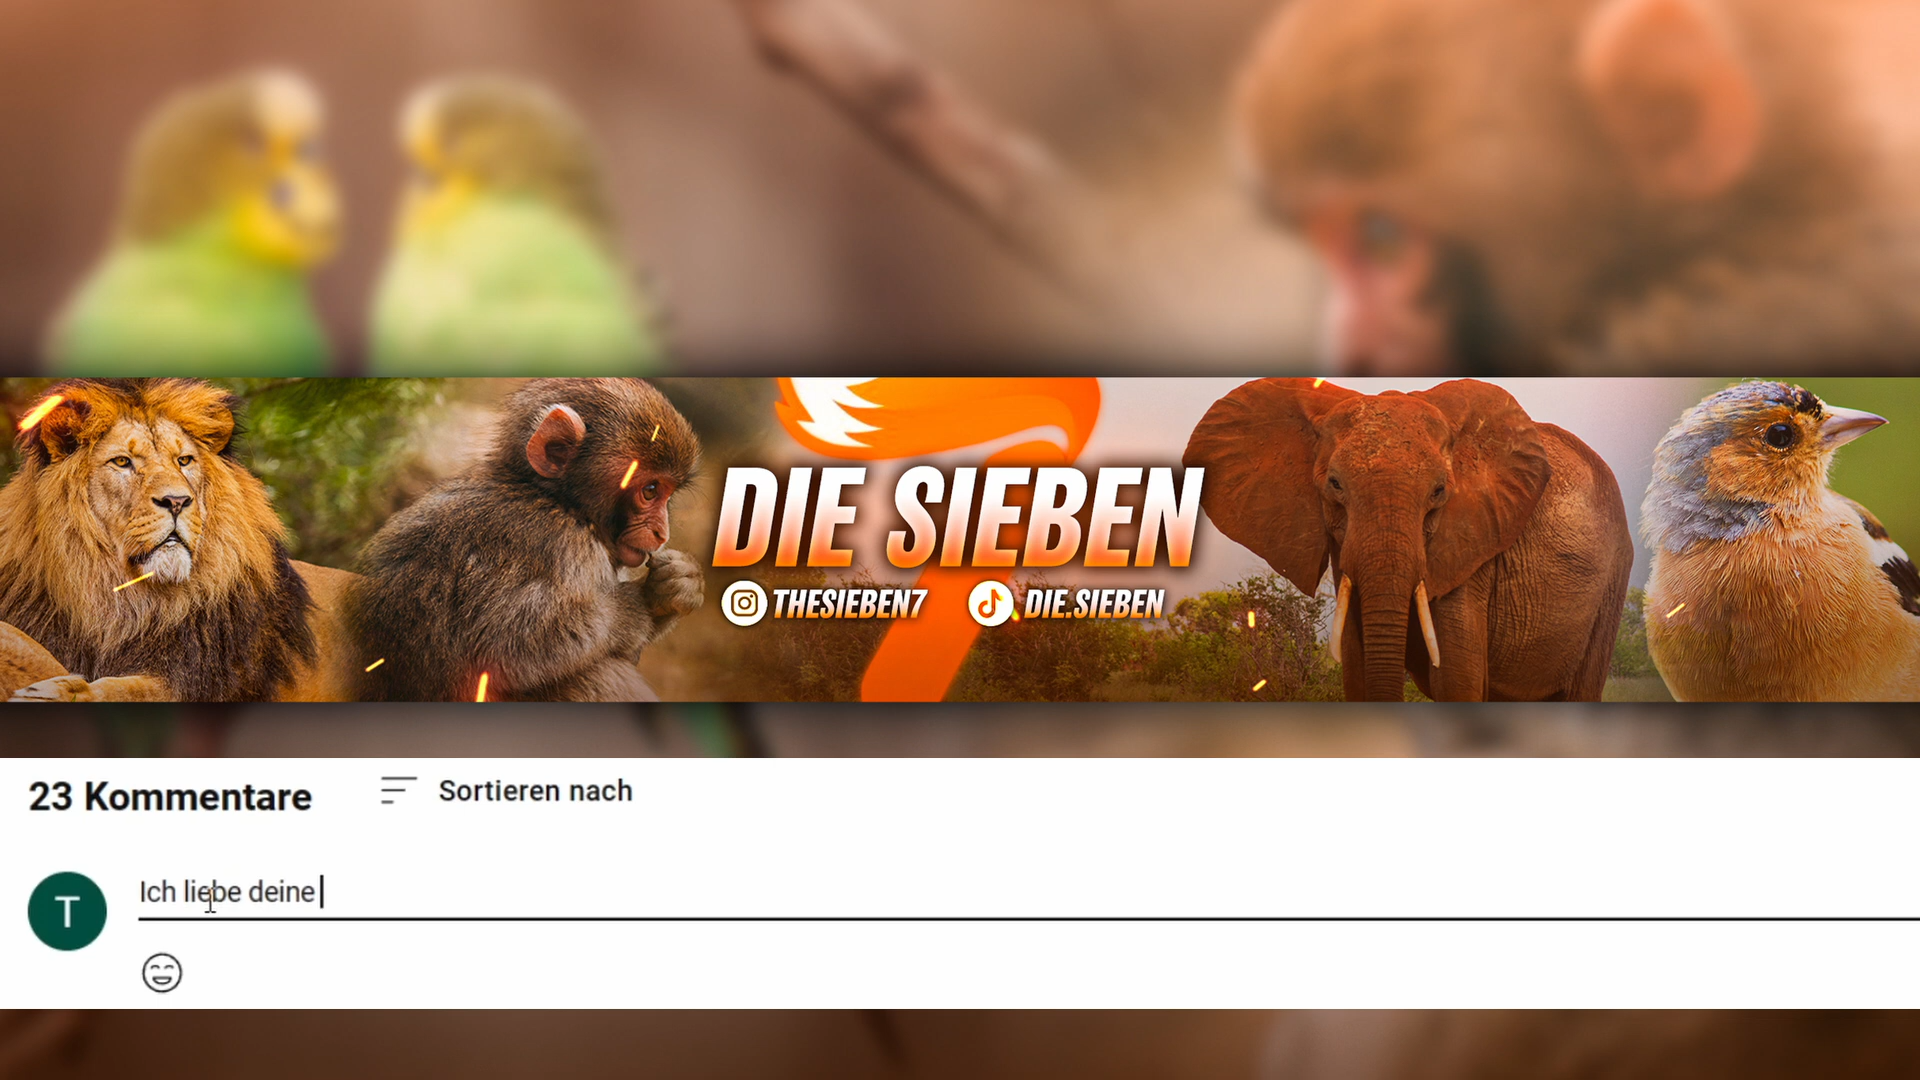 DIE SIEBEN
THESIEBEN7 DIE.SIEBEN
23 Kommentare Sortieren nach
T Ich liebe deine